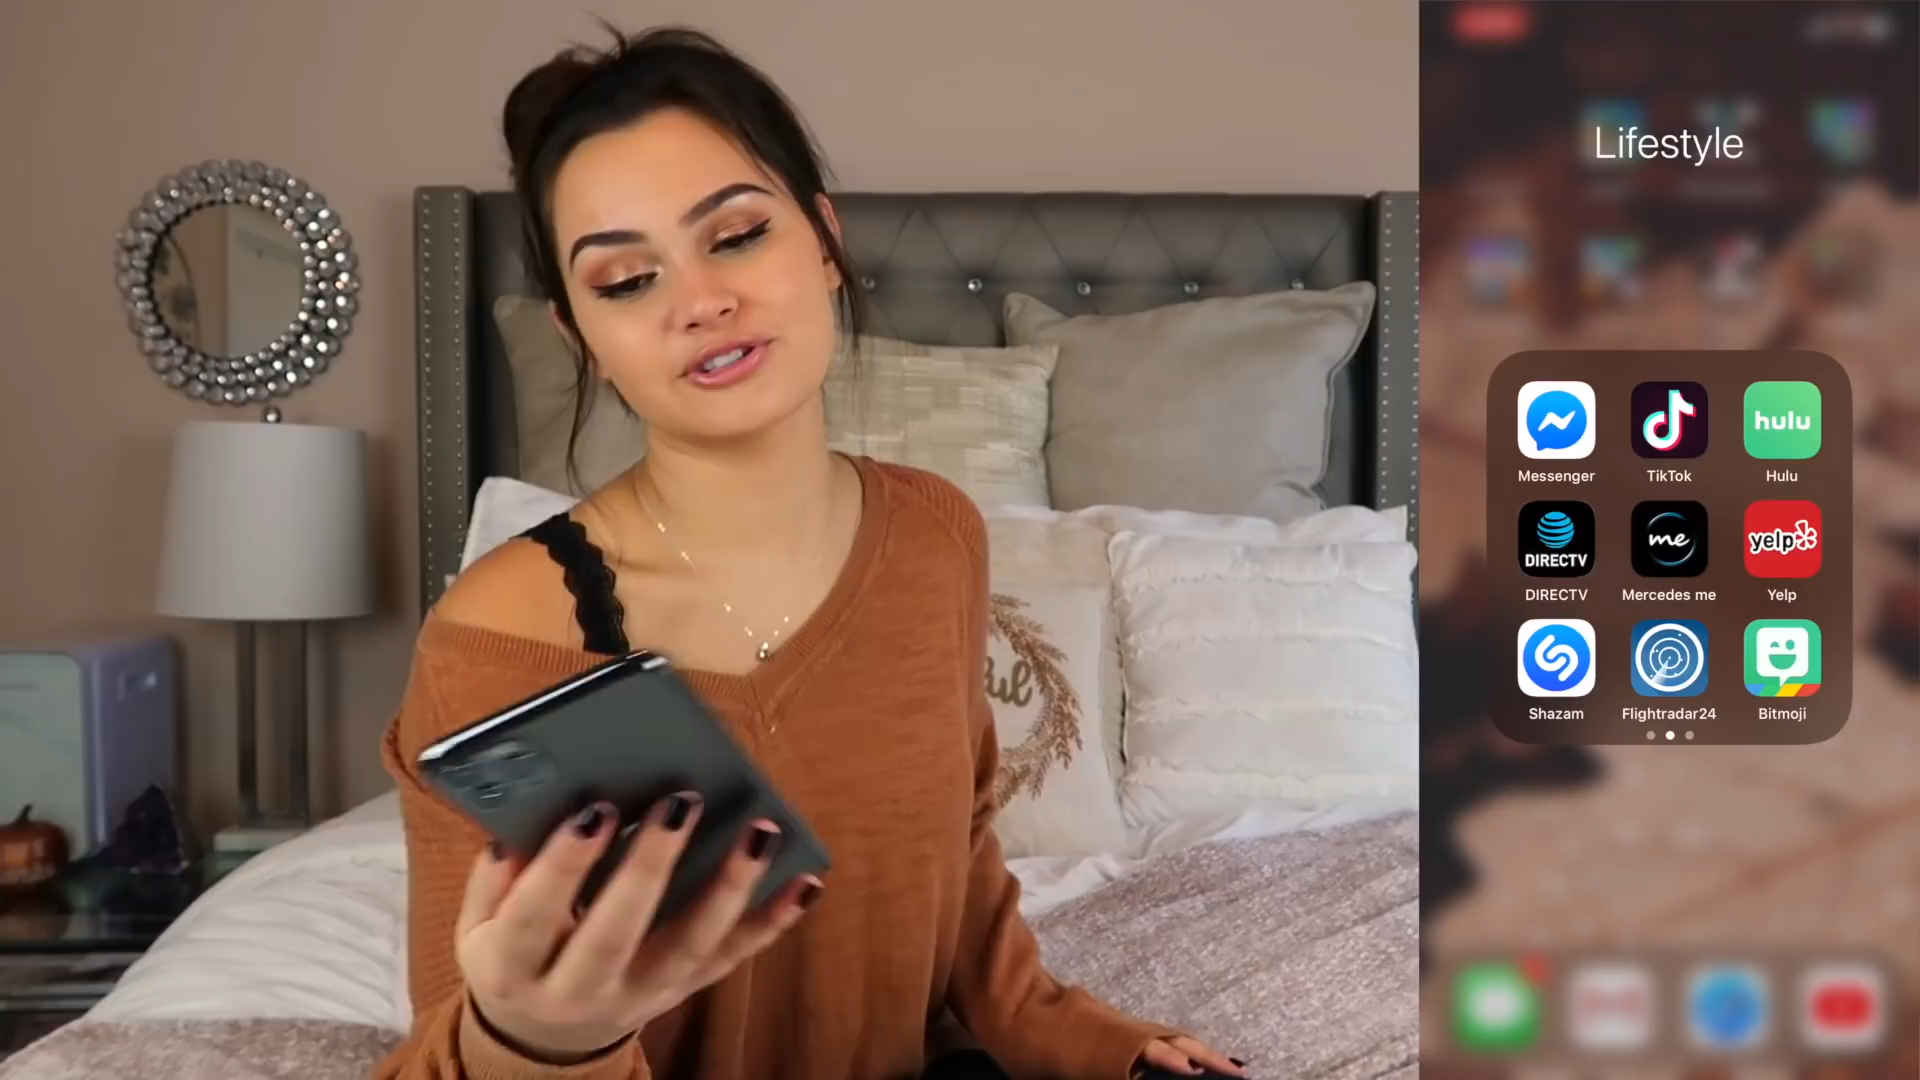 Lifestyle
hulu
Messenger
TikTok
Hulu
DIRECTV
me
yelp
DIRECTV
Mercedes me
Yelp
Shazam
Flightradar24
Bitmoji